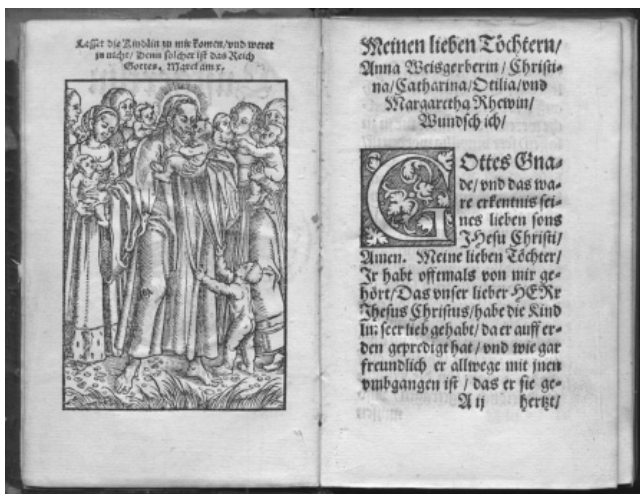 Lasset die Kindlin zu mir komen/vnd weret
jn nicht/ Denn solcher ist das Reich
Gottes. Marci am x.
Meinen lieben Töchtern/
Anna Weisgerberin/Christi-
na/Catharina/Otilia/vnd
Margaretha Rhewin/
Wundsch ich/
GOttes Gna-
de/ vnd das wa-
re erkentnis sei-
nes lieben sons
JHesu Christi/
Amen. Meine lieben Töchter/
Jr habt offtmals von mir ge-
hört/Das vnser lieber HERr
Jhesus Christus/habe die Kind
lin seer lieb gehabt/da er auff er-
den gepredigt hat/ vnd wie gar
freundlich er allwege mit jnen
vmbgangen ist/ das er sie ge-
A ij hertzt/